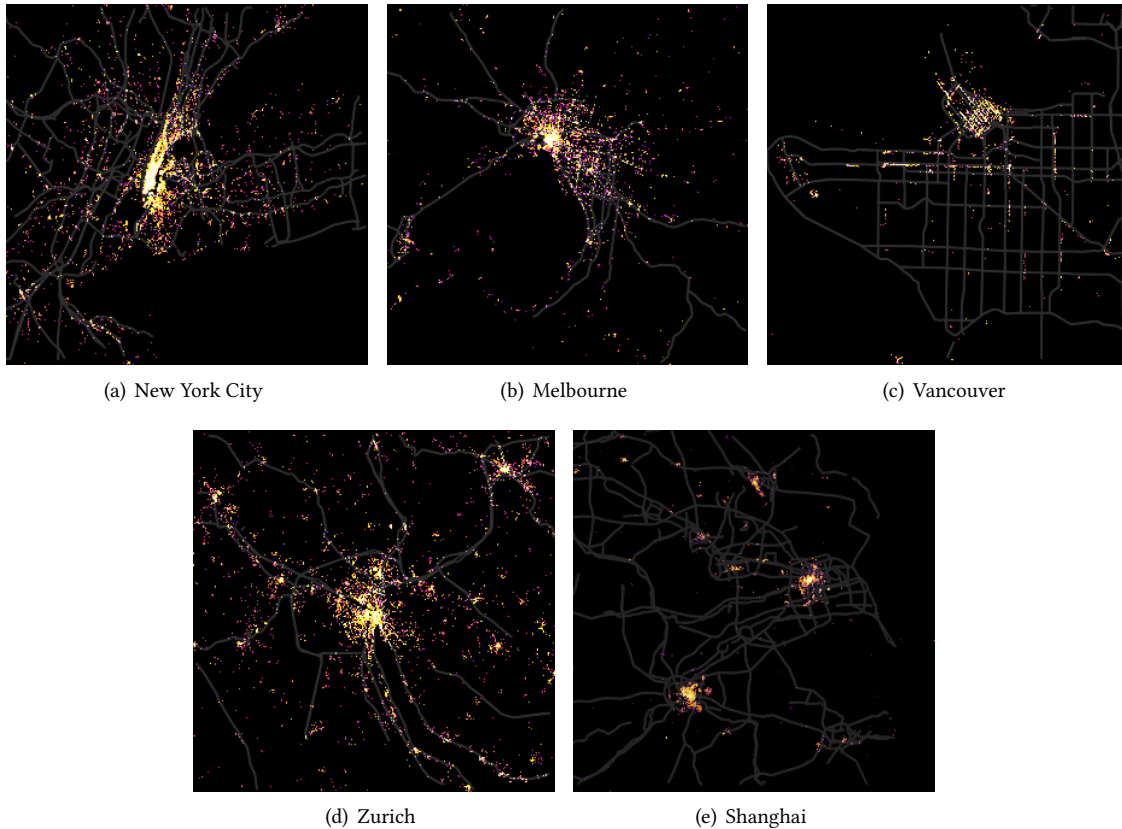 (a) New York City
(b) Melbourne
(c) Vancouver
(d) Zurich
(e) Shanghai